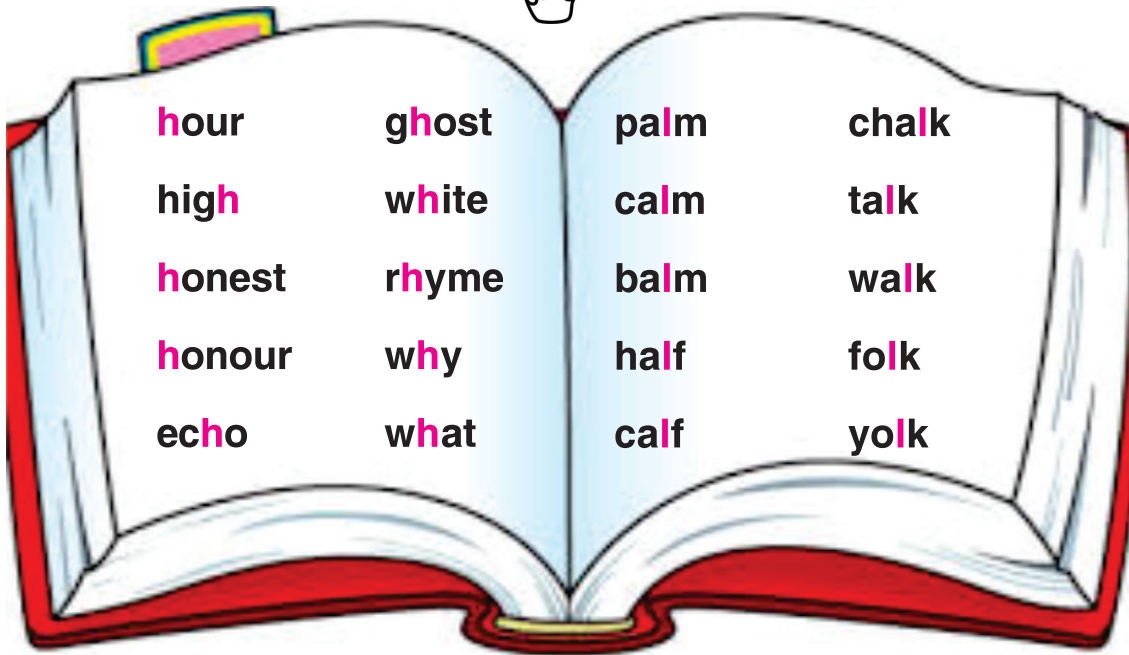 hour ghost palm chalk
high white calm talk
honest rhyme balm walk
honour why half folk
echo what calf yolk